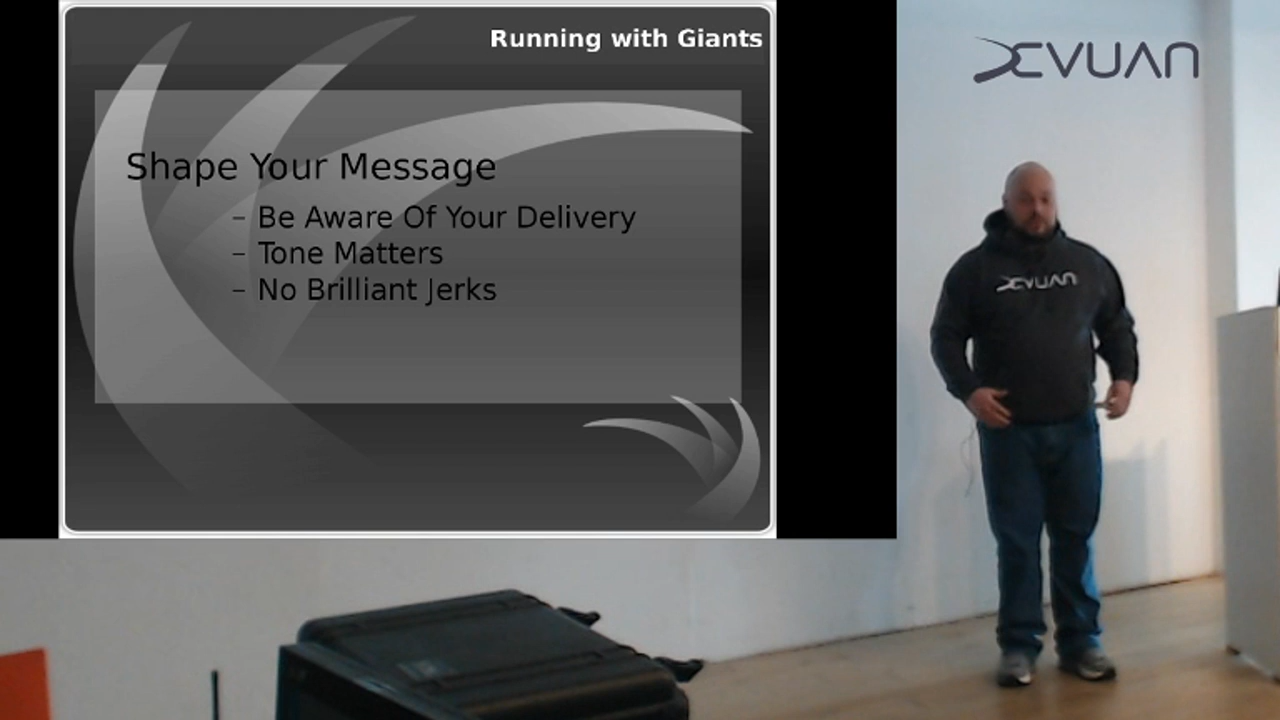 Running with Giants
DEVUAN
Shape Your Message
– Be Aware Of Your Delivery
– Tone Matters
– No Brilliant Jerks
DEVUAN